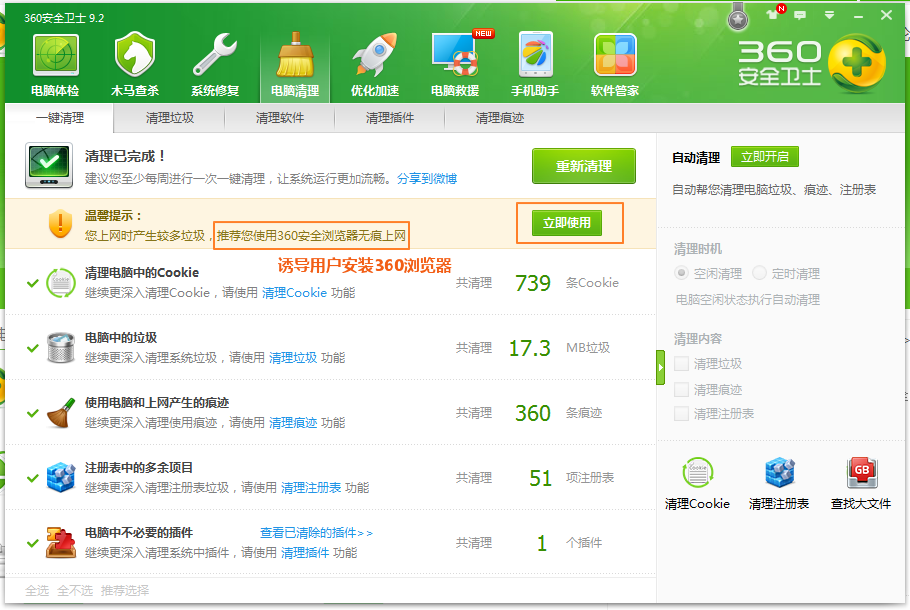 360安全卫士 9.2
N
电脑体检
木马查杀
系统修复
电脑清理
优化加速
NEW
电脑救援
手机助手
软件管家
360
安全卫士
一键清理
清理垃圾
清理软件
清理插件
清理痕迹
清理已完成！
建议您至少每周进行一次一键清理，让系统运行更加流畅。分享到微博
重新清理
温馨提示：
您上网时产生较多垃圾，推荐您使用360安全浏览器无痕上网
立即使用
诱导用户安装360浏览器
清理电脑中的Cookie
继续更深入清理Cookie，请使用 清理Cookie 功能
共清理 739 条Cookie
电脑中的垃圾
继续更深入清理系统垃圾，请使用 清理垃圾 功能
共清理 17.3 MB垃圾
使用电脑和上网产生的痕迹
继续更深入清理使用痕迹，请使用 清理痕迹 功能
共清理 360 条痕迹
注册表中的多余项目
继续更深入清理注册表垃圾，请使用 清理注册表 功能
共清理 51 项注册表
电脑中不必要的插件 查看已清除的插件>>
继续更深入清理系统中插件，请使用 清理插件 功能
共清理 1 个插件
全选 全不选 推荐选择
自动清理 立即开启
自动帮您清理电脑垃圾、痕迹、注册表
清理时机
空闲清理 定时清理
电脑空闲状态执行自动清理
清理内容
清理垃圾
清理痕迹
清理注册表
Cookie
GB
清理Cookie
清理注册表
查找大文件